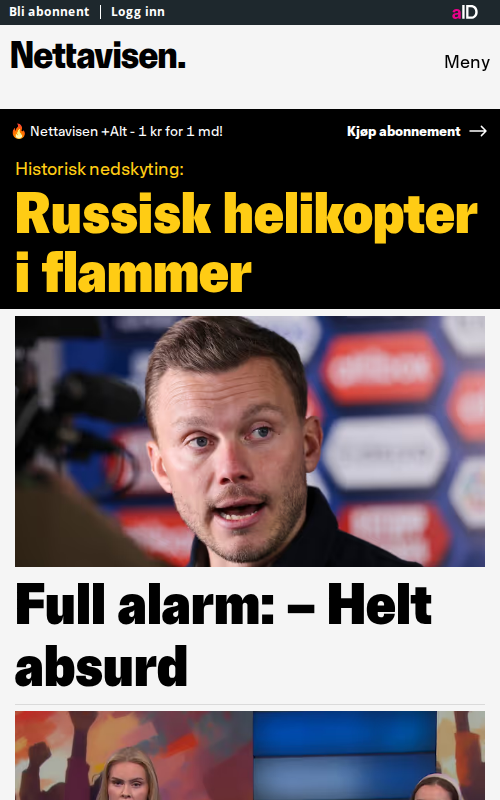 Bli abonnent | Logg inn
aID
Nettavisen.
Meny
🔥 Nettavisen +Alt - 1 kr for 1 md!
Kjøp abonnement →
Historisk nedskyting:
Russisk helikopter
i flammer
Full alarm: – Helt
absurd